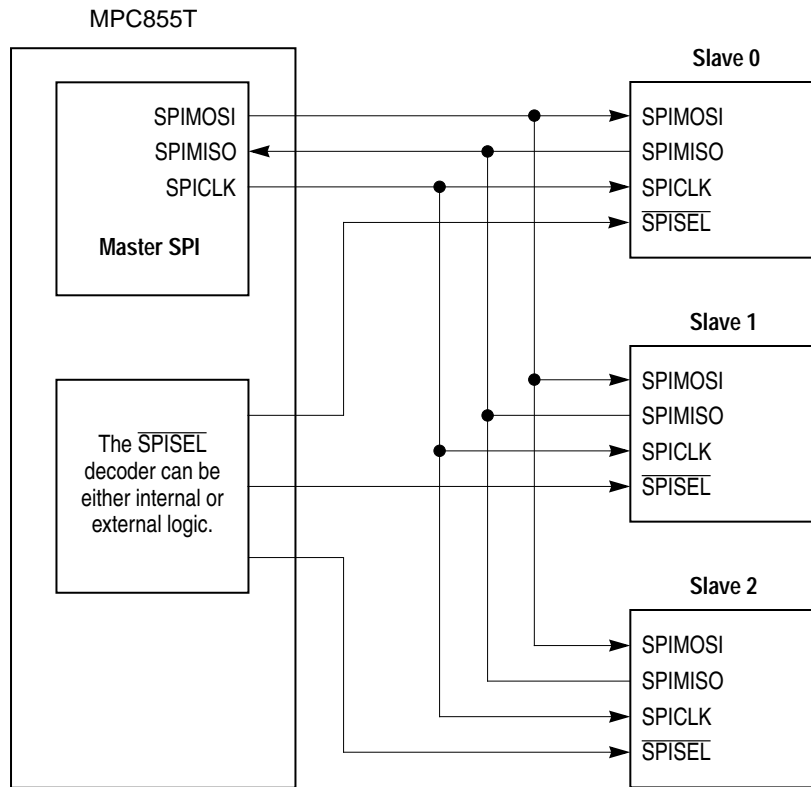 MPC855T
SPIMOSI
SPIMISO
SPICLK
Master SPI
The SPISEL
decoder can be
either internal or
external logic.
Slave 0
SPIMOSI
SPIMISO
SPICLK
SPISEL
Slave 1
SPIMOSI
SPIMISO
SPICLK
SPISEL
Slave 2
SPIMOSI
SPIMISO
SPICLK
SPISEL